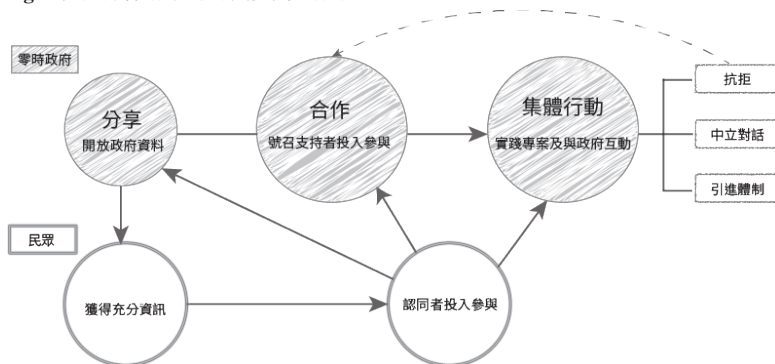 零時政府
分享
開放政府資料
合作
號召支持者投入參與
集體行動
實踐專案及與政府互動
抗拒
中立對話
引進體制
民眾
獲得充分資訊
認同者投入參與